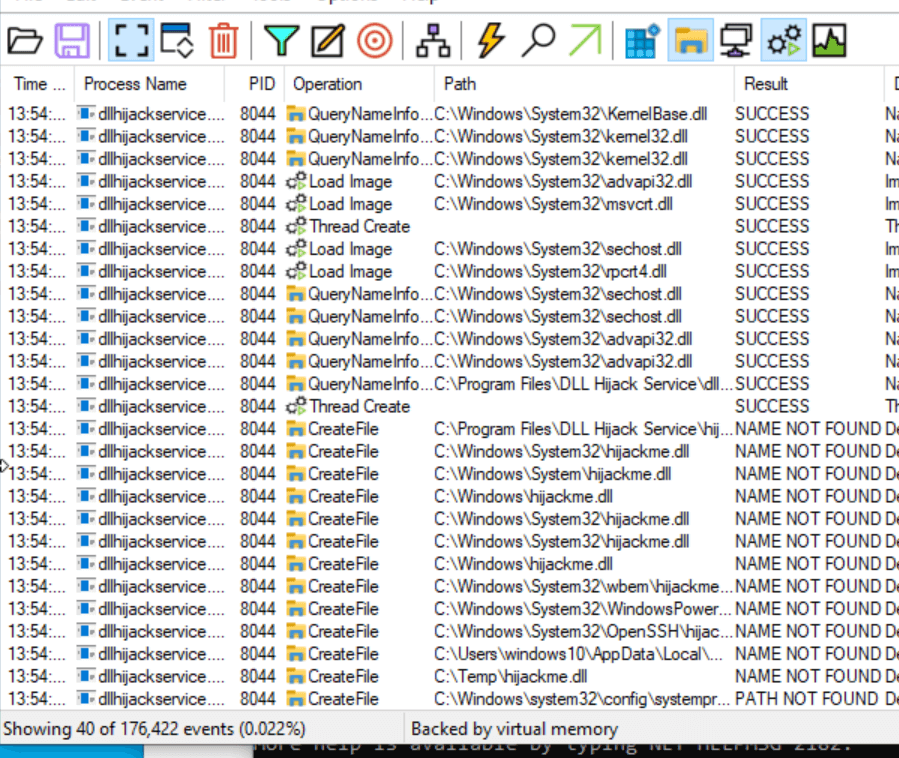 Time ... Process Name PID Operation Path Result
13:54:... dllhijackservice.... 8044 QueryNameInfo... C:\Windows\System32\KernelBase.dll SUCCESS Na
13:54:... dllhijackservice.... 8044 QueryNameInfo... C:\Windows\System32\kernel32.dll SUCCESS Na
13:54:... dllhijackservice.... 8044 QueryNameInfo... C:\Windows\System32\kernel32.dll SUCCESS Na
13:54:... dllhijackservice.... 8044 Load Image C:\Windows\System32\advapi32.dll SUCCESS Im
13:54:... dllhijackservice.... 8044 Load Image C:\Windows\System32\msvcrt.dll SUCCESS Im
13:54:... dllhijackservice.... 8044 Thread Create SUCCESS Th
13:54:... dllhijackservice.... 8044 Load Image C:\Windows\System32\sechost.dll SUCCESS Im
13:54:... dllhijackservice.... 8044 Load Image C:\Windows\System32\rpcrt4.dll SUCCESS Im
13:54:... dllhijackservice.... 8044 QueryNameInfo... C:\Windows\System32\sechost.dll SUCCESS Na
13:54:... dllhijackservice.... 8044 QueryNameInfo... C:\Windows\System32\sechost.dll SUCCESS Na
13:54:... dllhijackservice.... 8044 QueryNameInfo... C:\Windows\System32\advapi32.dll SUCCESS Na
13:54:... dllhijackservice.... 8044 QueryNameInfo... C:\Windows\System32\advapi32.dll SUCCESS Na
13:54:... dllhijackservice.... 8044 QueryNameInfo... C:\Program Files\DLL Hijack Service\dll... SUCCESS Na
13:54:... dllhijackservice.... 8044 Thread Create SUCCESS Th
13:54:... dllhijackservice.... 8044 CreateFile C:\Program Files\DLL Hijack Service\hij... NAME NOT FOUND De
13:54:... dllhijackservice.... 8044 CreateFile C:\Windows\System32\hijackme.dll NAME NOT FOUND De
13:54:... dllhijackservice.... 8044 CreateFile C:\Windows\System\hijackme.dll NAME NOT FOUND De
13:54:... dllhijackservice.... 8044 CreateFile C:\Windows\hijackme.dll NAME NOT FOUND De
13:54:... dllhijackservice.... 8044 CreateFile C:\Windows\System32\hijackme.dll NAME NOT FOUND De
13:54:... dllhijackservice.... 8044 CreateFile C:\Windows\System32\hijackme.dll NAME NOT FOUND De
13:54:... dllhijackservice.... 8044 CreateFile C:\Windows\hijackme.dll NAME NOT FOUND De
13:54:... dllhijackservice.... 8044 CreateFile C:\Windows\System32\wbem\hijackme... NAME NOT FOUND De
13:54:... dllhijackservice.... 8044 CreateFile C:\Windows\System32\WindowsPower... NAME NOT FOUND De
13:54:... dllhijackservice.... 8044 CreateFile C:\Windows\System32\OpenSSH\hijac... NAME NOT FOUND De
13:54:... dllhijackservice.... 8044 CreateFile C:\Users\windows10\AppData\Local\... NAME NOT FOUND De
13:54:... dllhijackservice.... 8044 CreateFile C:\Temp\hijackme.dll NAME NOT FOUND De
13:54:... dllhijackservice.... 8044 CreateFile C:\Windows\system32\config\systempr... PATH NOT FOUND De
Showing 40 of 176,422 events (0.022%) Backed by virtual memory
More help is available by typing NET HELPMSG 2182.